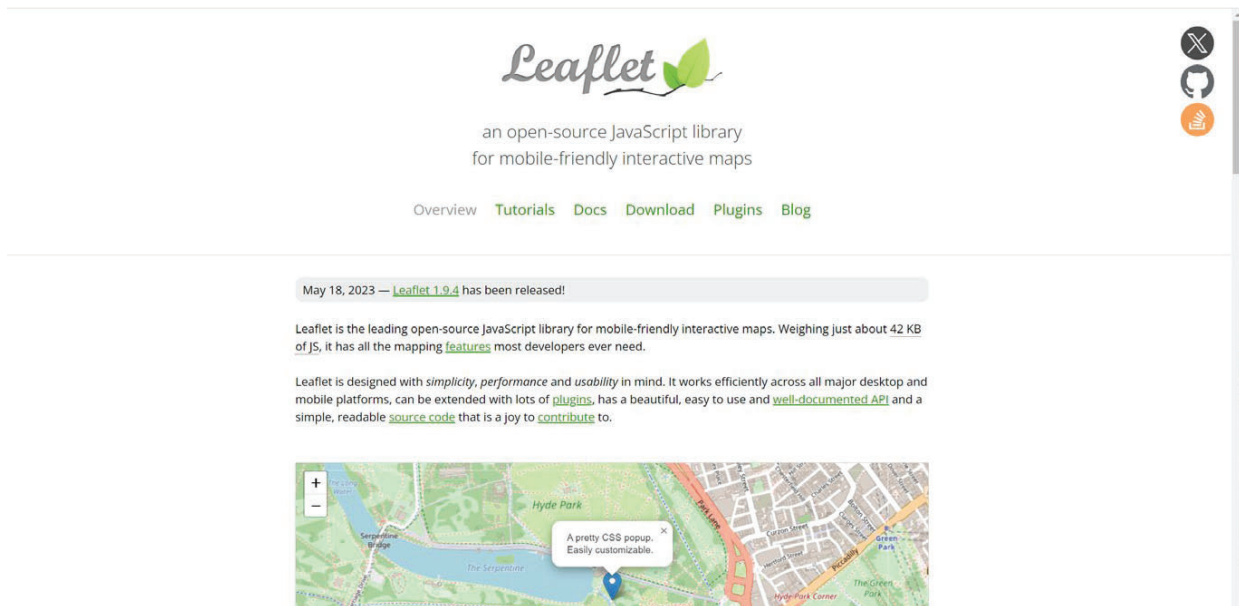 Leaflet
an open-source JavaScript library
for mobile-friendly interactive maps
Overview Tutorials Docs Download Plugins Blog
May 18, 2023 — Leaflet 1.9.4 has been released!
Leaflet is the leading open-source JavaScript library for mobile-friendly interactive maps. Weighing just about 42 KB
of JS, it has all the mapping features most developers ever need.
Leaflet is designed with simplicity, performance and usability in mind. It works efficiently across all major desktop and
mobile platforms, can be extended with lots of plugins, has a beautiful, easy to use and well-documented API and a
simple, readable source code that is a joy to contribute to.
+
−
The Long
Water
Hyde Park
Park Lane
Curzon Street
Hertford Street
Piccadilly
Green
Park
Serpentine
Bridge
A pretty CSS popup.
Easily customizable.
×
The Serpentine
The Green
Park
Hyde Park Corner